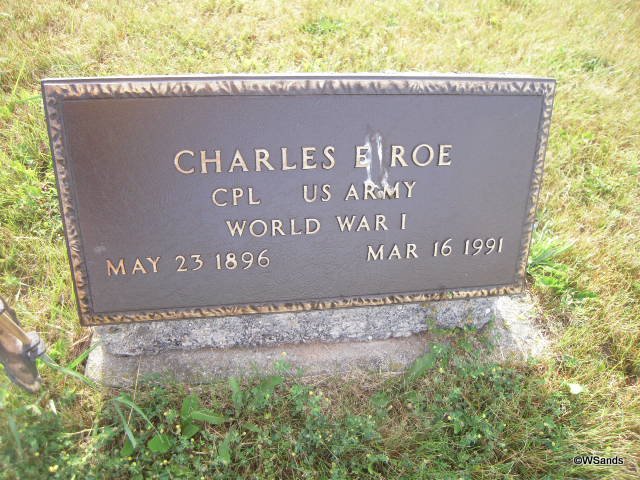 CHARLES E ROE
CPL US ARMY
WORLD WAR I
MAY 23 1896 MAR 16 1991
©WSands